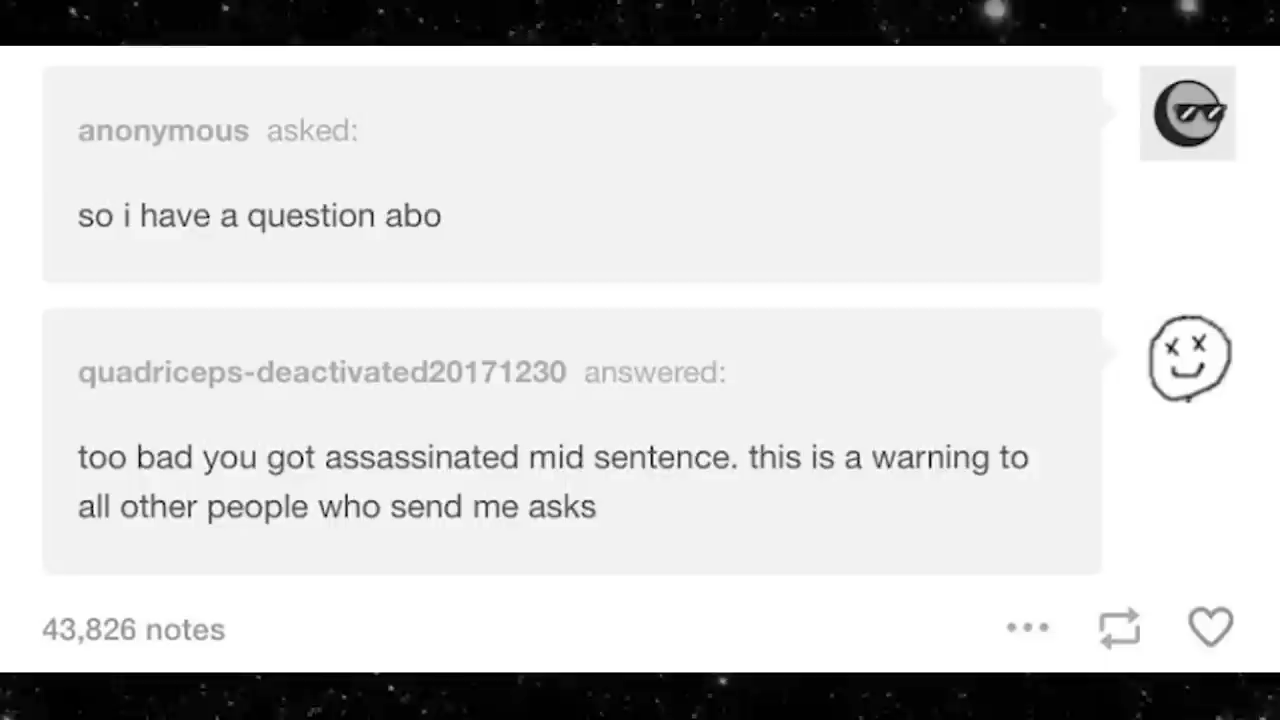 anonymous asked:
so i have a question abo
quadriceps-deactivated20171230 answered:
too bad you got assassinated mid sentence. this is a warning to
all other people who send me asks
43,826 notes